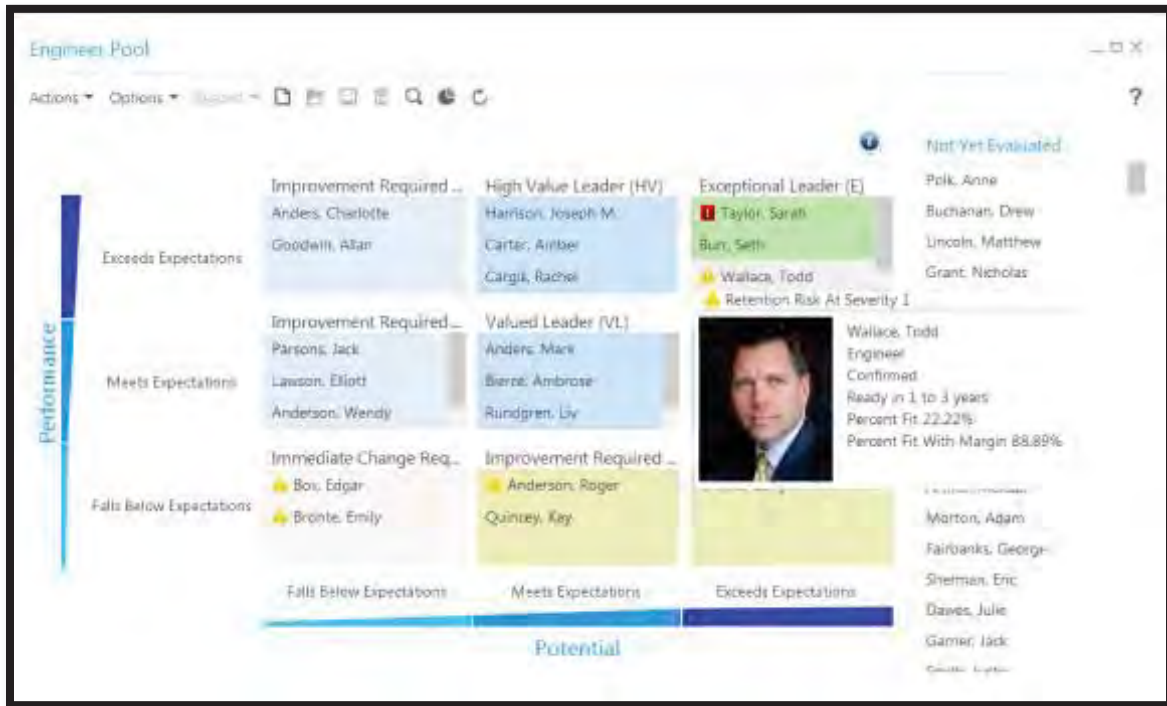 Engineer Pool
Actions Options
?
Not Yet Evaluated
Polk, Anne
Buchanan, Drew
Lincoln, Matthew
Grant, Nicholas
Improvement Required ... High Value Leader (HV) Exceptional Leader (E)
Exceeds Expectations
Anders, Charlotte
Goodwin, Allan
Harrison, Joseph M.
Carter, Amber
Cargik, Rachel
Taylor, Sarah
Burr, Seth
Wallace, Todd
Retention Risk At Severity 1
Wallace, Todd
Engineer
Confirmed
Ready in 1 to 3 years
Percent Fit 22.22%
Percent Fit With Margin 88.89%
Improvement Required ... Valued Leader (VL)
Meets Expectations
Parsons, Jack
Lawson, Elliott
Anderson, Wendy
Anders, Mark
Bierce, Ambrose
Rundgren, Liv
Immediate Change Req... Improvement Required ...
Falls Below Expectations
Box, Edgar
Bronte, Emily
Anderson, Roger
Quincey, Kay
Morton, Adam
Fairbanks, George
Sherman, Eric
Dawes, Julie
Garner, Jack
Performance
Falls Below Expectations Meets Expectations Exceeds Expectations
Potential